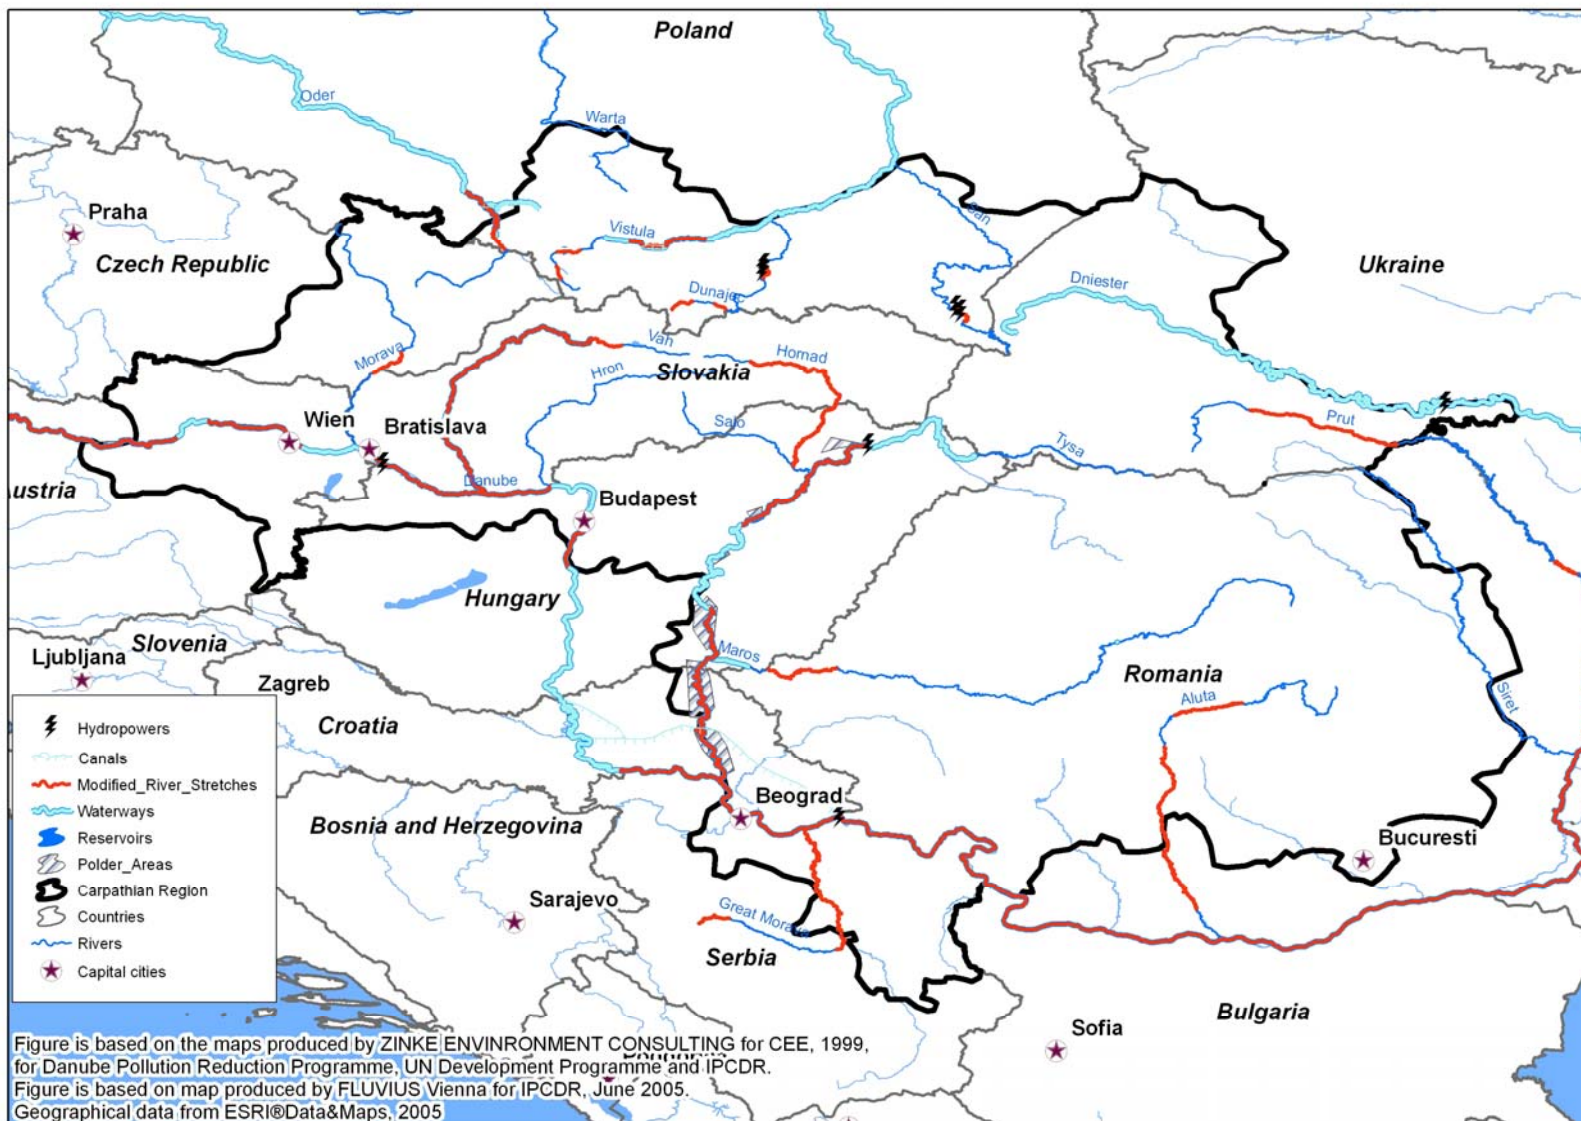 Poland
Oder
Warta
Praha
Czech Republic
Vistula
San
Ukraine
Dniester
Dunajec
Morava
Vah
Hornad
Hron
Slovakia
Salo
Prut
Wien
Bratislava
Tysa
Austria
Danube
Budapest
Hungary
Slovenia
Ljubljana
Zagreb
Croatia
Maros
Romania
Aluta
Siret
Hydropowers
Canals
Modified_River_Stretches
Waterways
Reservoirs
Polder_Areas
Carpathian Region
Countries
Rivers
Capital cities
Beograd
Bosnia and Herzegovina
Bucuresti
Sarajevo
Great Morava
Serbia
Bulgaria
Sofia
Figure is based on the maps produced by ZINKE ENVINRONMENT CONSULTING for CEE, 1999,
for Danube Pollution Reduction Programme, UN Development Programme and IPCDR.
Figure is based on map produced by FLUVIUS Vienna for IPCDR, June 2005.
Geographical data from ESRI®Data&Maps, 2005